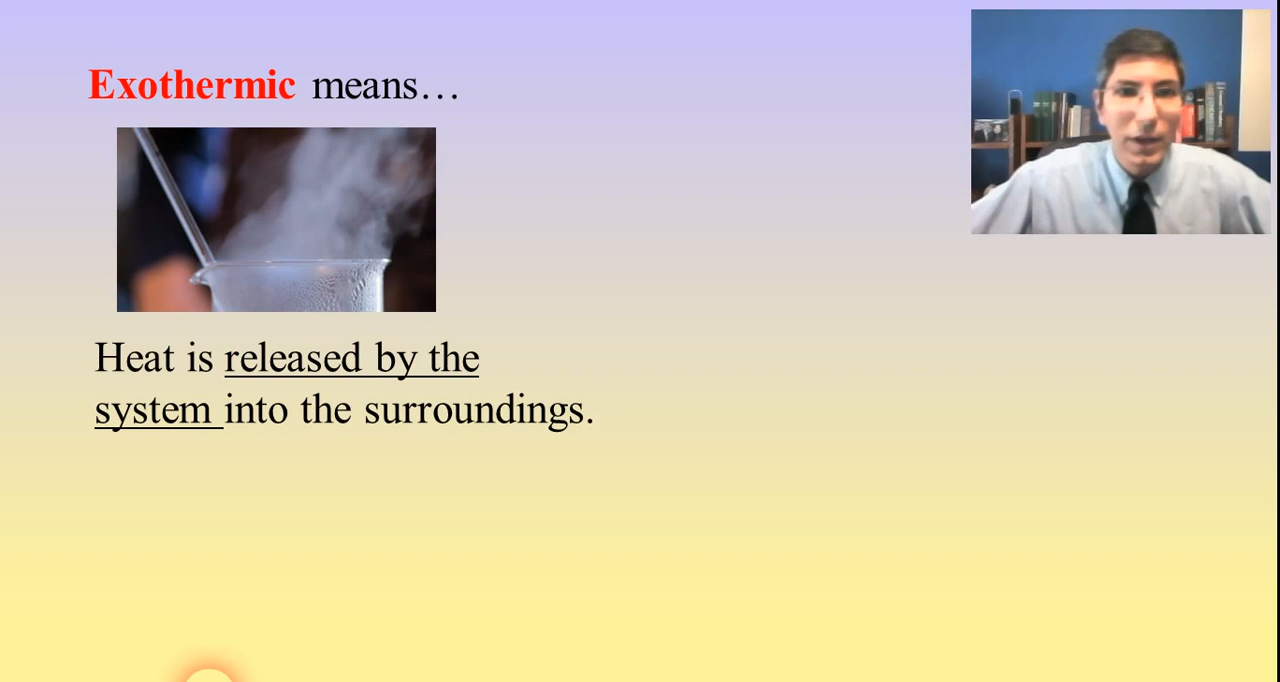 Exothermic means…
Heat is released by the
system into the surroundings.